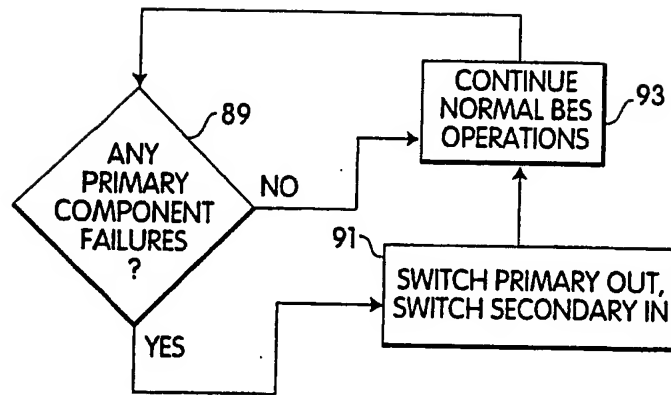 89
ANY
PRIMARY
COMPONENT
FAILURES
?
NO
YES
CONTINUE
NORMAL BES
OPERATIONS
93
91
SWITCH PRIMARY OUT,
SWITCH SECONDARY IN